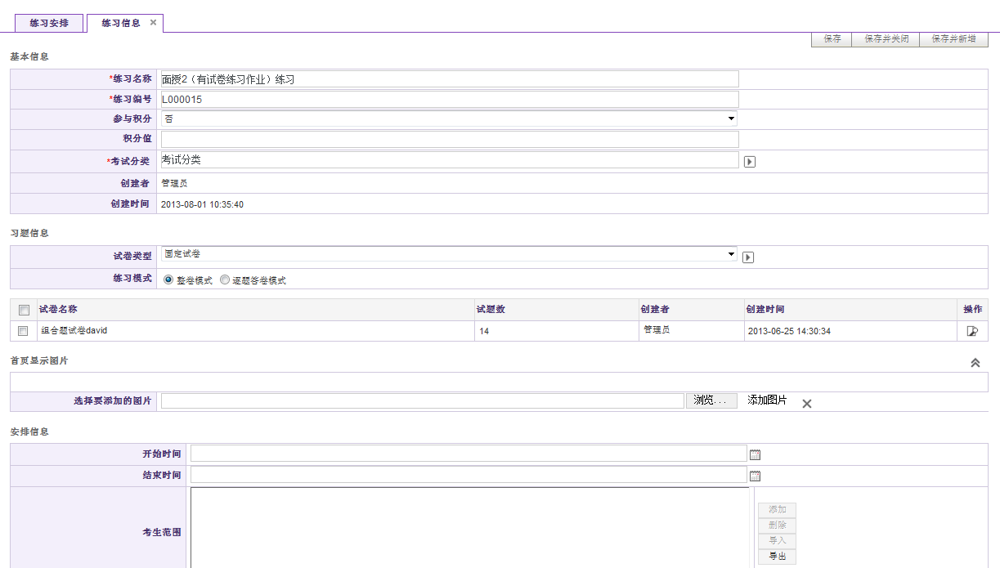 练习安排 练习信息
保存 保存并关闭 保存并新增
基本信息
*练习名称 面授2（有试卷练习作业）练习
*练习编号 L000015
参与积分 否
积分值
*考试分类 考试分类
创建者 管理员
创建时间 2013-08-01 10:35:40
习题信息
试卷类型 固定试卷
练习模式 整卷模式 逐题答卷模式
试卷名称 试题数 创建者 创建时间 操作
组合题试卷david 14 管理员 2013-06-25 14:30:34
首页显示图片
选择要添加的图片 浏览... 添加图片
安排信息
开始时间
结束时间
考生范围
添加
删除
导入
导出